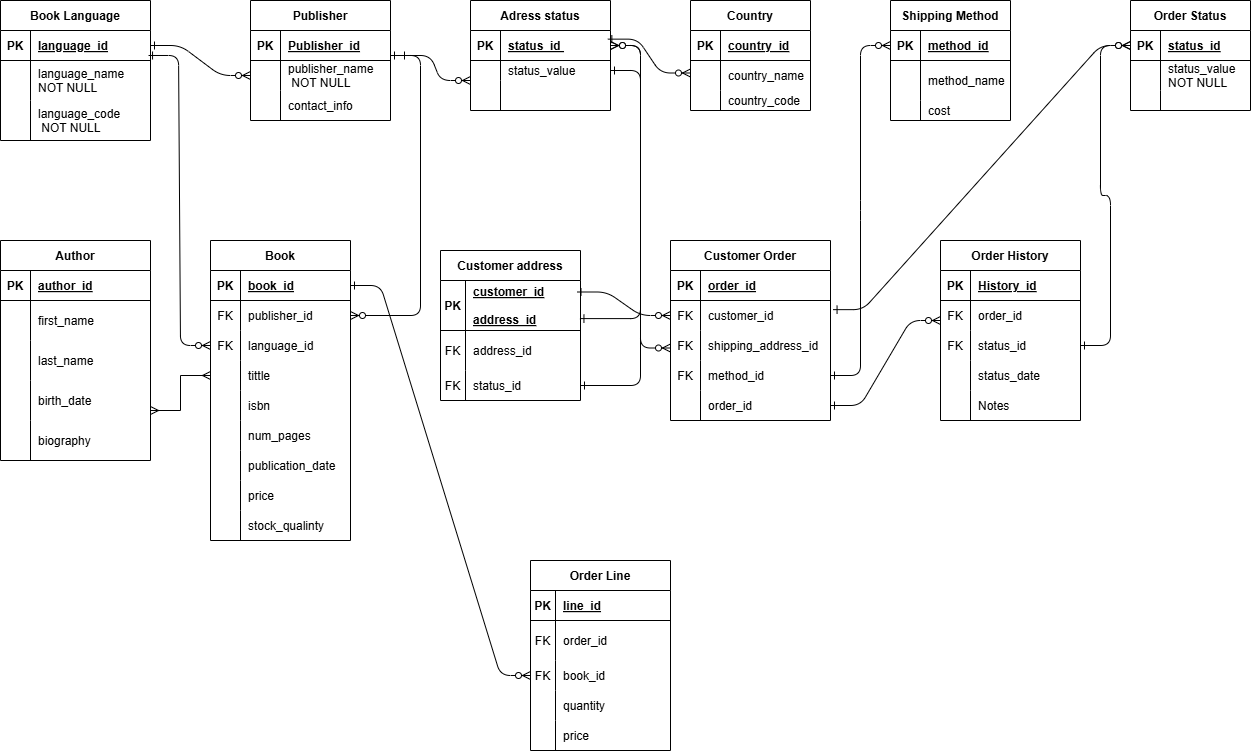 Book Language
PK language_id
language_name
NOT NULL
language_code
NOT NULL
Publisher
PK Publisher_id
publisher_name
NOT NULL
contact_info
Adress status
PK status_id
status_value
Country
PK country_id
country_name
country_code
Shipping Method
PK method_id
method_name
cost
Order Status
PK status_id
status_value
NOT NULL
Author
PK author_id
first_name
last_name
birth_date
biography
Book
PK book_id
FK publisher_id
FK language_id
tittle
isbn
num_pages
publication_date
price
stock_qualinty
Customer address
customer_id
PK
address_id
FK address_id
FK status_id
Customer Order
PK order_id
FK customer_id
FK shipping_address_id
FK method_id
order_id
Order History
PK History_id
FK order_id
FK status_id
status_date
Notes
Order Line
PK line_id
FK order_id
FK book_id
quantity
price